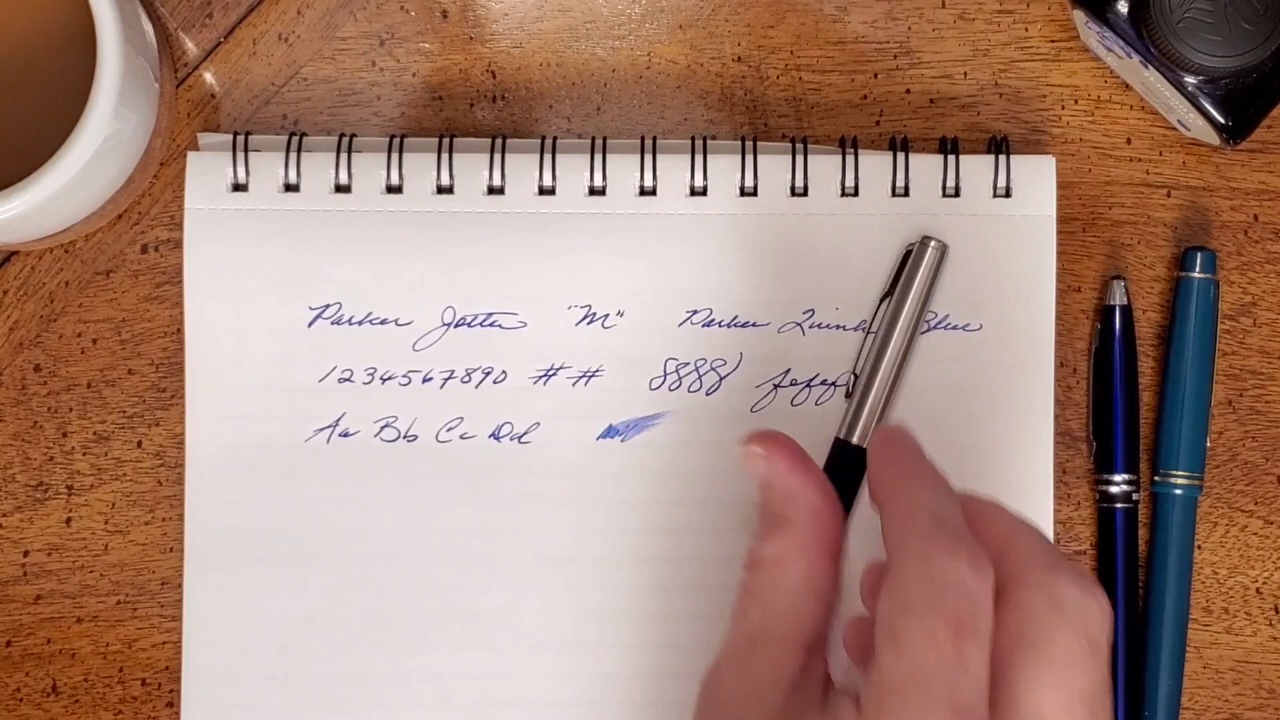 Parker Jotter "M" Parker Quink Blue
1234567890 ## 8888 fefef
Aa Bb Cc Dd